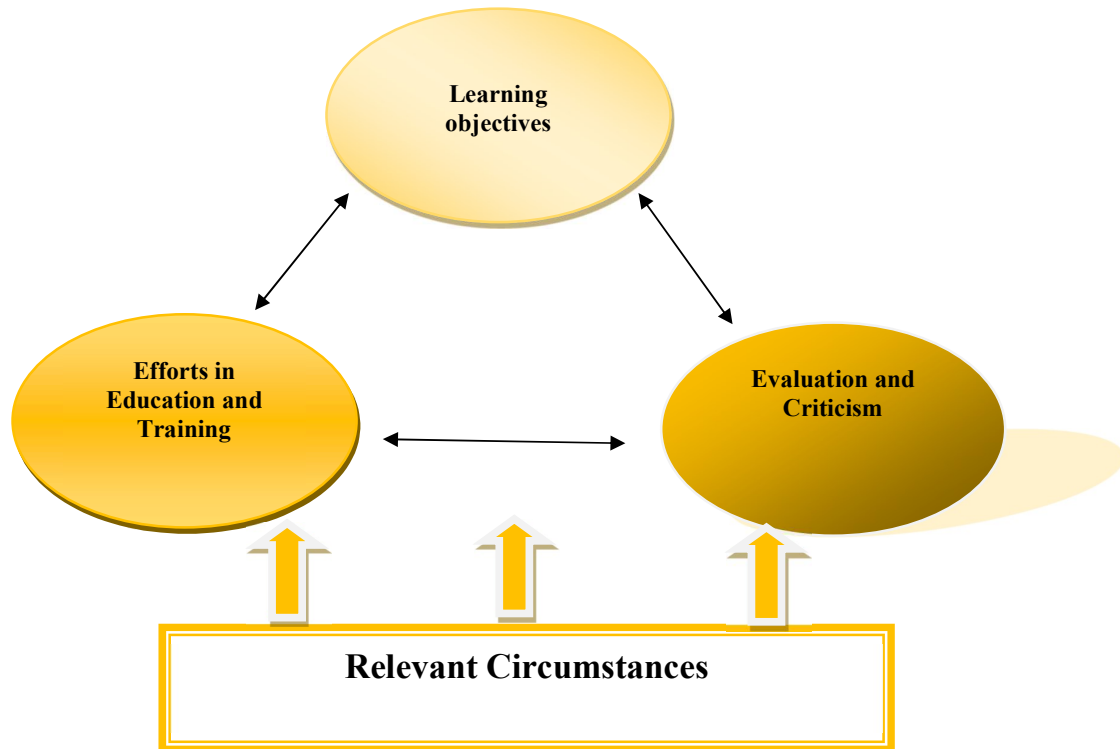 Learning
objectives
Efforts in
Education and
Training
Evaluation and
Criticism
Relevant Circumstances